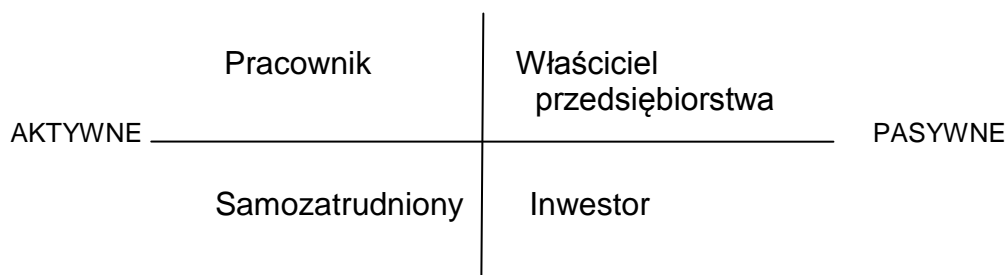 Pracownik
Właściciel
przedsiębiorstwa
AKTYWNE
PASYWNE
Samozatrudniony
Inwestor